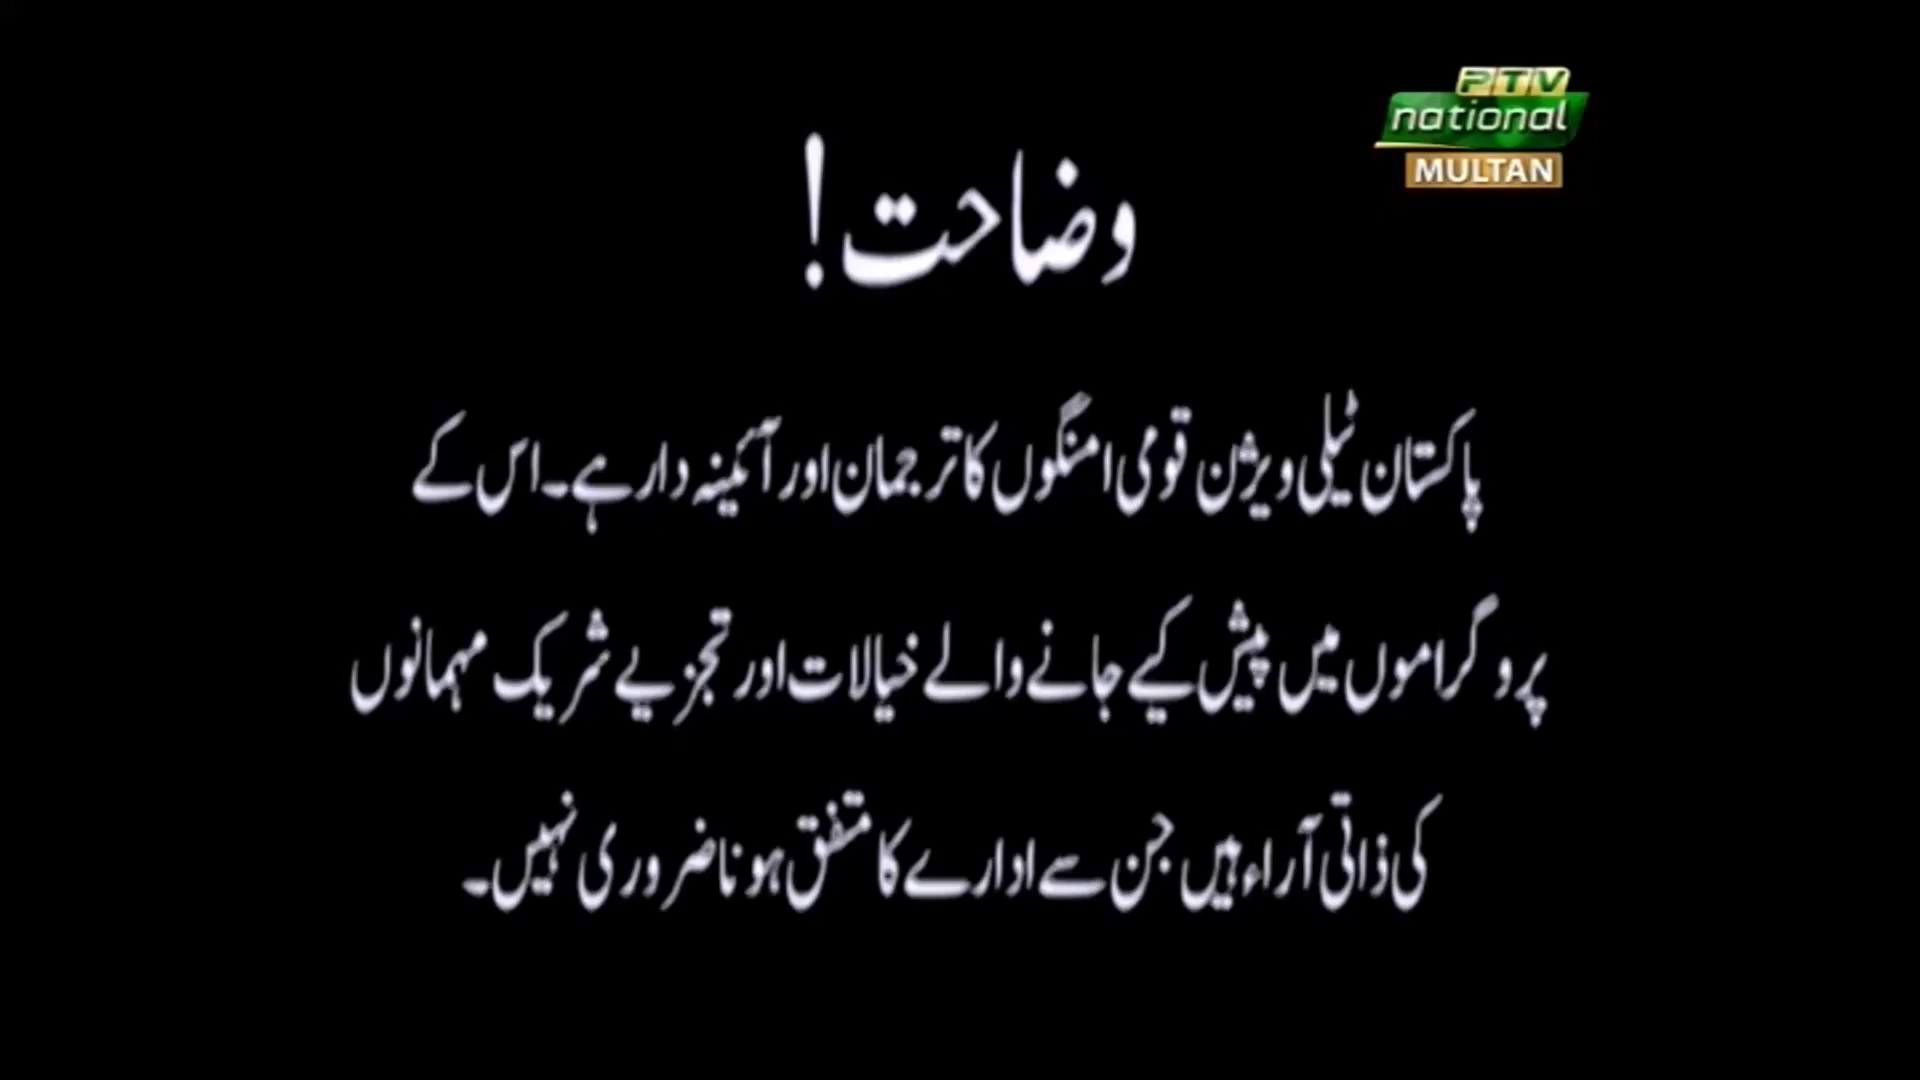 PTV
national
MULTAN
وضاحت!
پاکستان ٹیلی ویژن قومی امنگوں کا ترجمان اور آئینہ دار ہے۔ اس کے
پروگراموں میں پیش کیے جانے والے خیالات اور تجزیے شریک مہمانوں
کی ذاتی آراء ہیں جن سے ادارے کا متفق ہونا ضروری نہیں۔